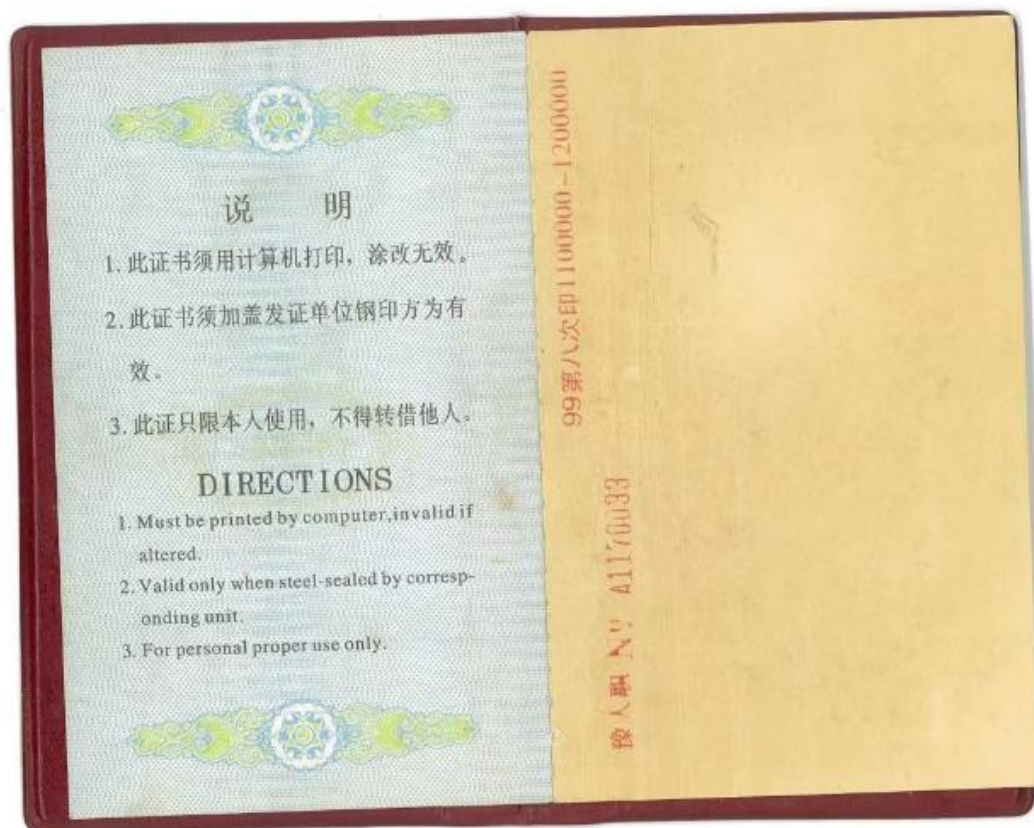 说 明
1. 此证书须用计算机打印，涂改无效。
2. 此证书须加盖发证单位钢印方为有
效。
3. 此证只限本人使用，不得转借他人。
DIRECTIONS
1. Must be printed by computer,invalid if
altered.
2. Valid only when steel-sealed by corresp-
onding unit.
3. For personal proper use only.
99第八次印1100000-1200000
豫人职 Nº A1170033